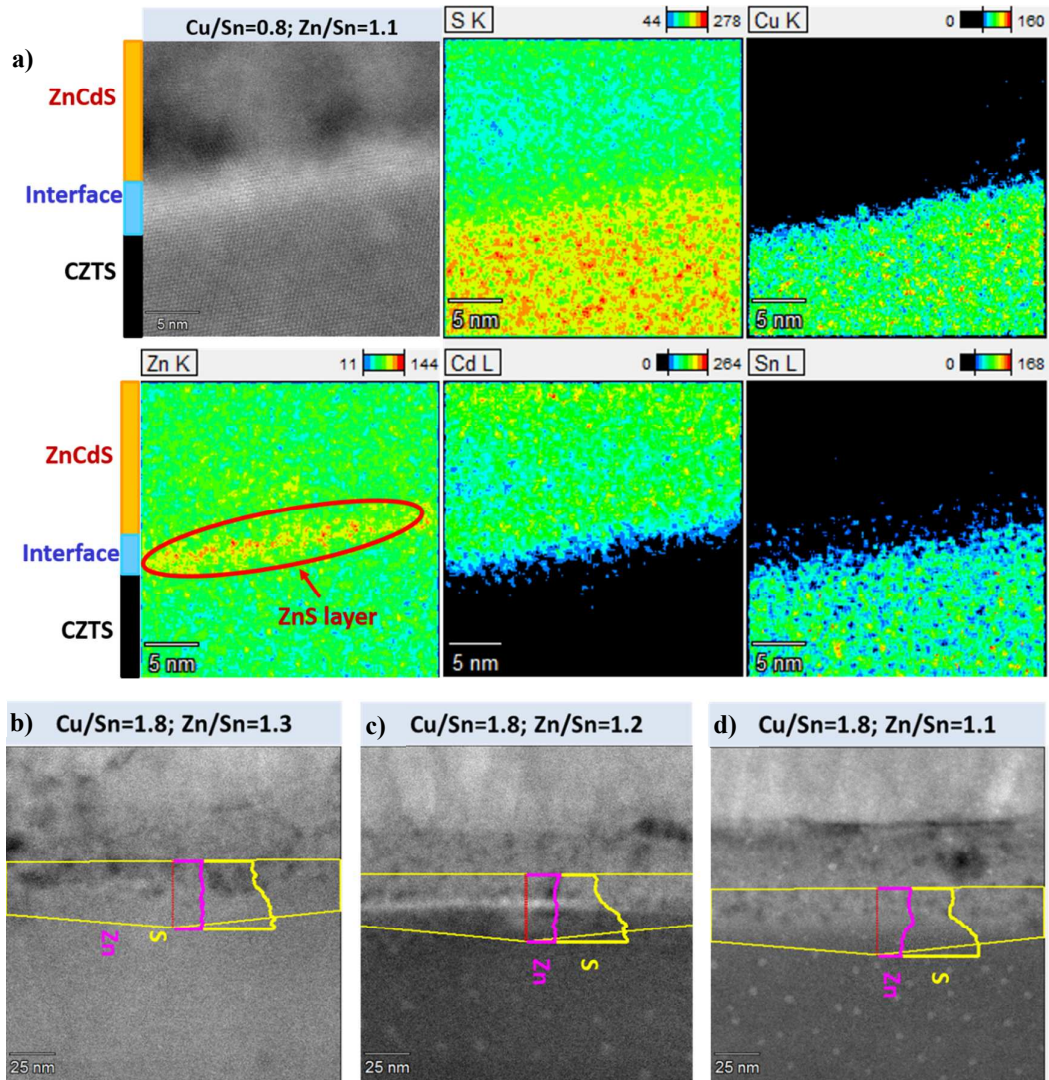 a)
Cu/Sn=0.8; Zn/Sn=1.1
S K
44 278
Cu K
0 160
ZnCdS
Interface
CZTS
5 nm
5 nm
5 nm
Zn K
11 144
Cd L
0 264
Sn L
0 168
ZnCdS
Interface
CZTS
ZnS layer
5 nm
5 nm
5 nm
b)
Cu/Sn=1.8; Zn/Sn=1.3
c)
Cu/Sn=1.8; Zn/Sn=1.2
d)
Cu/Sn=1.8; Zn/Sn=1.1
Zn
S
Zn
S
Zn
S
25 nm
25 nm
25 nm